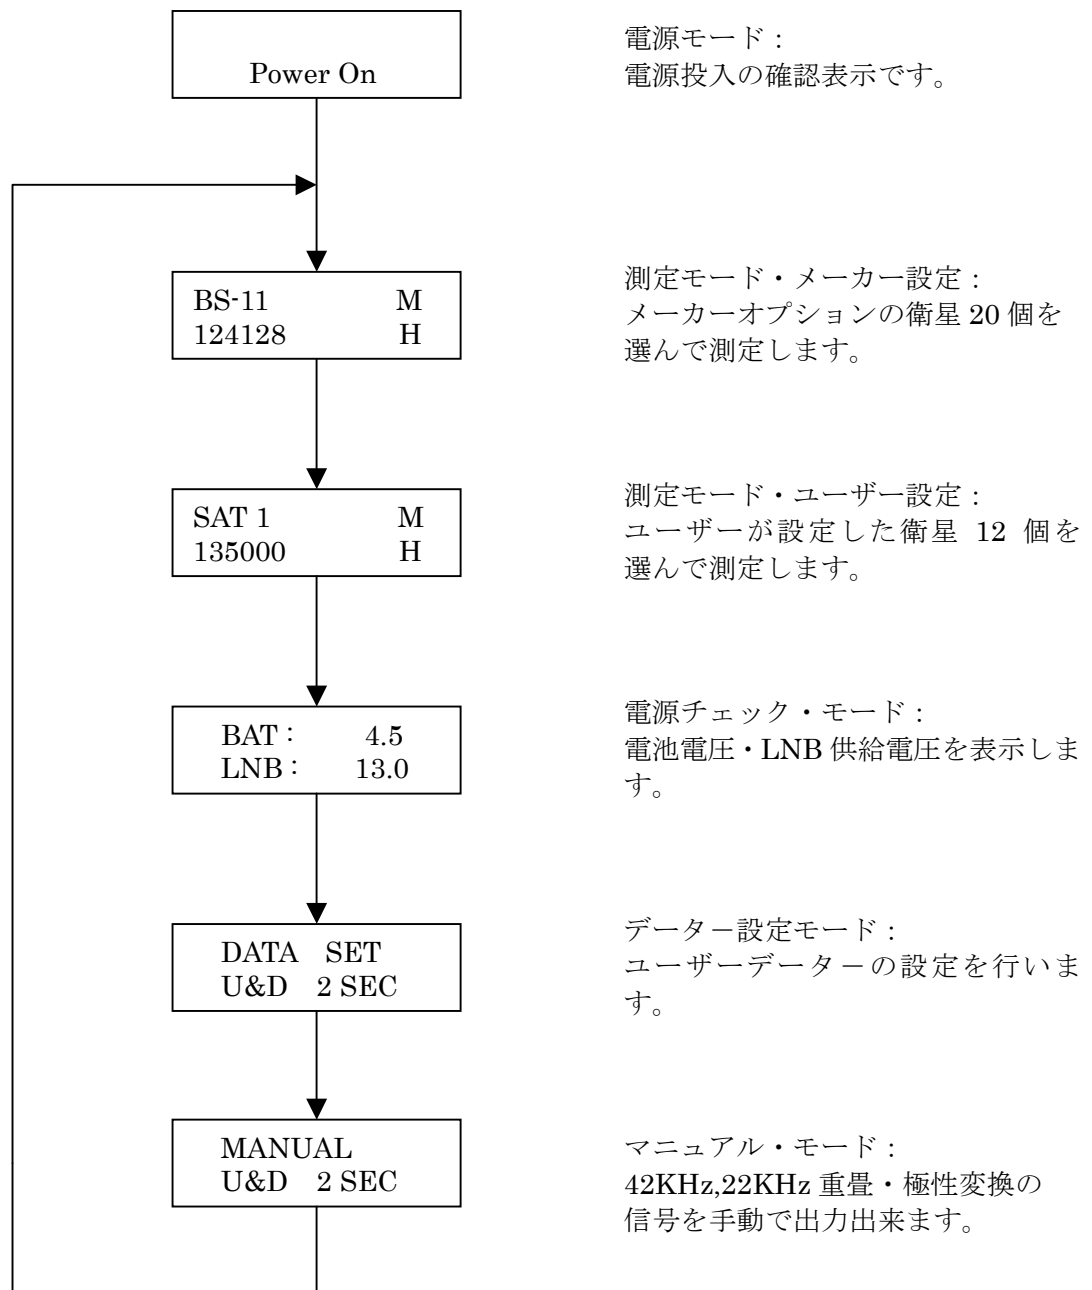 Power On
電源モード：
電源投入の確認表示です。
BS-11 M
124128 H
測定モード・メーカー設定：
メーカーオプションの衛星 20 個を
選んで測定します。
SAT 1 M
135000 H
測定モード・ユーザー設定：
ユーザーが設定した衛星 12 個を
選んで測定します。
BAT： 4.5
LNB： 13.0
電源チェック・モード：
電池電圧・LNB 供給電圧を表示しま
す。
DATA SET
U&D 2 SEC
データ－設定モード：
ユーザーデータ－の設定を行いま
す。
MANUAL
U&D 2 SEC
マニュアル・モード：
42KHz,22KHz 重畳・極性変換の
信号を手動で出力出来ます。